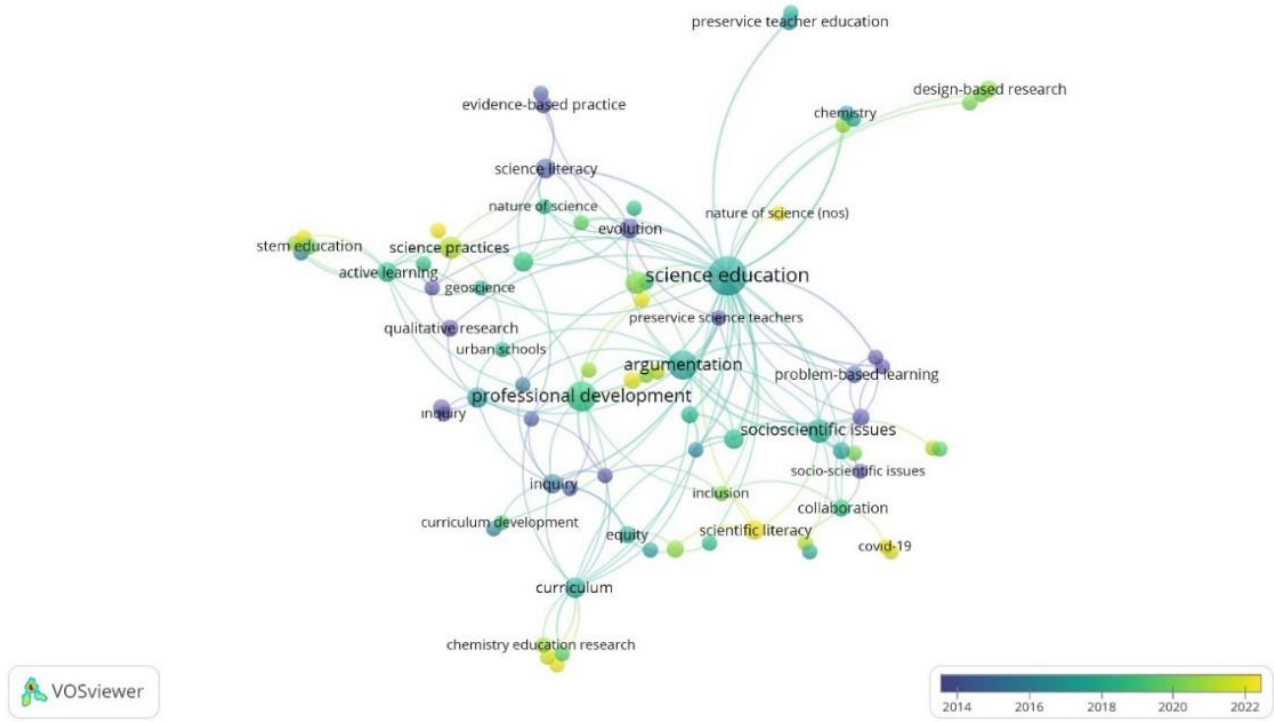 preservice teacher education
design-based research
evidence-based practice
chemistry
science literacy
nature of science
nature of science (nos)
evolution
stem education
science practices
active learning
science education
geoscience
preservice science teachers
qualitative research
urban schools
argumentation
problem-based learning
professional development
inquiry
socioscientific issues
socio-scientific issues
inquiry
inclusion
collaboration
curriculum development
equity
scientific literacy
covid-19
curriculum
chemistry education research
VOSviewer
2014 2016 2018 2020 2022